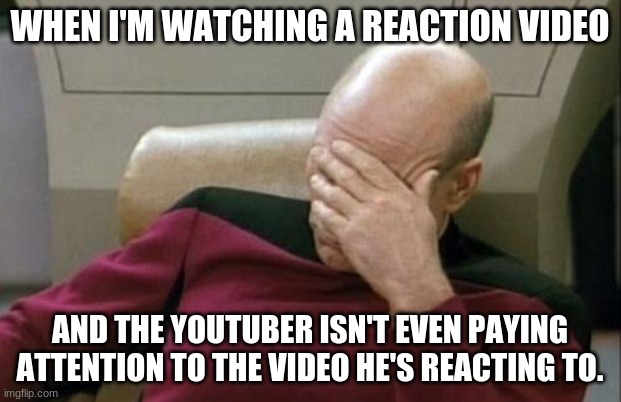 WHEN I'M WATCHING A REACTION VIDEO
AND THE YOUTUBER ISN'T EVEN PAYING
ATTENTION TO THE VIDEO HE'S REACTING TO.
imgflip.com